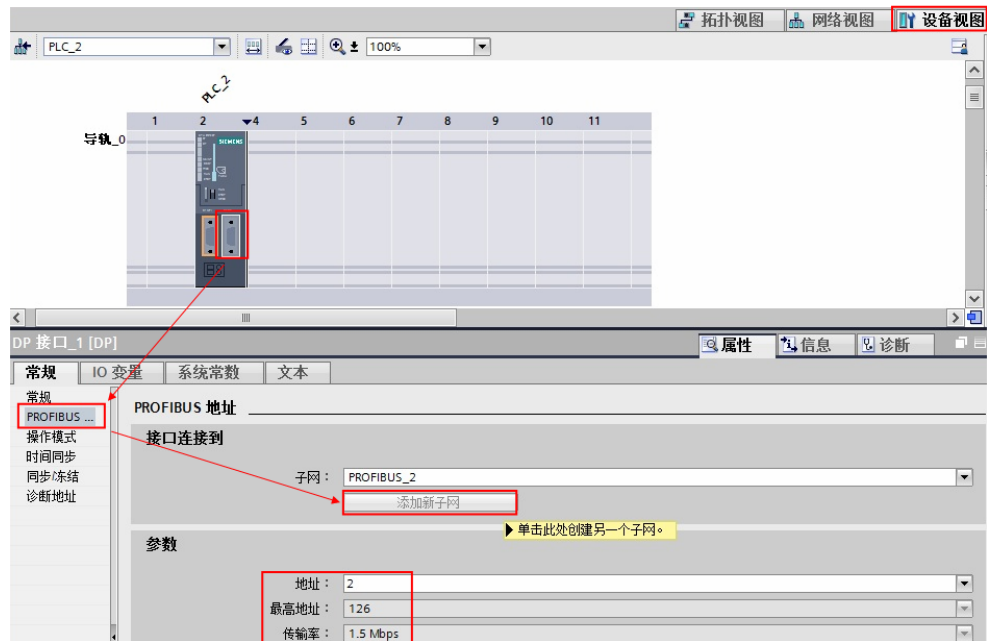 拓扑视图 网络视图 设备视图
PLC_2 100%
PLC_2
1 2 4 5 6 7 8 9 10 11
导轨_0
SIEMENS
DP 接口_1 [DP] 属性 信息 诊断
常规 IO 变量 系统常数 文本
常规
PROFIBUS ...
操作模式
时间同步
同步/冻结
诊断地址
PROFIBUS 地址
接口连接到
子网： PROFIBUS_2
添加新子网
单击此处创建另一个子网。
参数
地址： 2
最高地址： 126
传输率： 1.5 Mbps